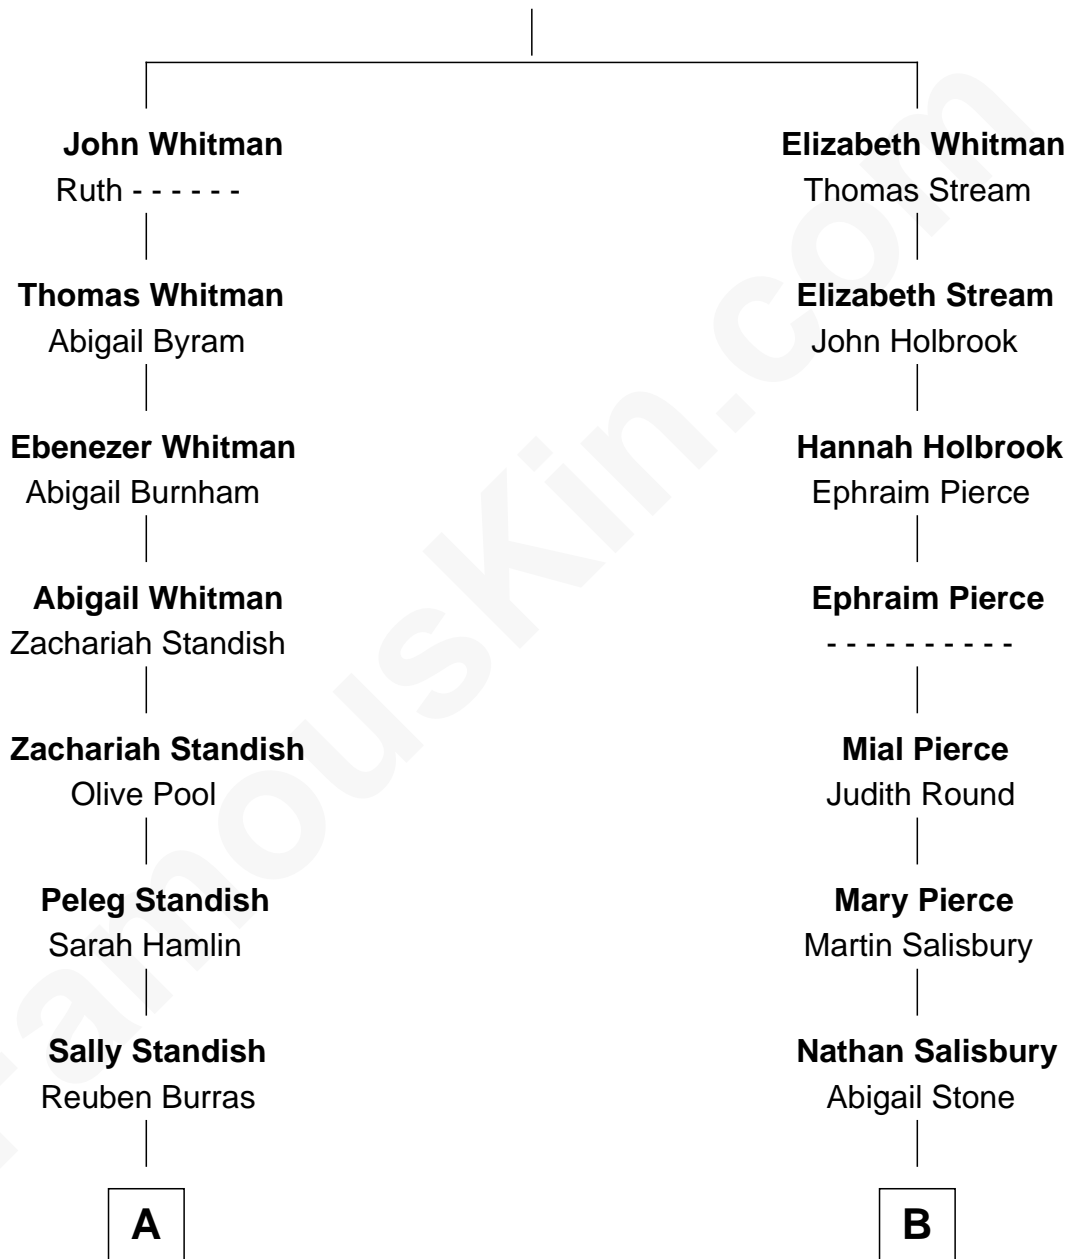 John Whitman
Ruth - - - - - -
Thomas Whitman
Abigail Byram
Ebenezer Whitman
Abigail Burnham
Abigail Whitman
Zachariah Standish
Zachariah Standish
Olive Pool
Peleg Standish
Sarah Hamlin
Sally Standish
Reuben Burras
A
Elizabeth Whitman
Thomas Stream
Elizabeth Stream
John Holbrook
Hannah Holbrook
Ephraim Pierce
Ephraim Pierce
- - - - - - - - - -
Mial Pierce
Judith Round
Mary Pierce
Martin Salisbury
Nathan Salisbury
Abigail Stone
B
FamousKin.com